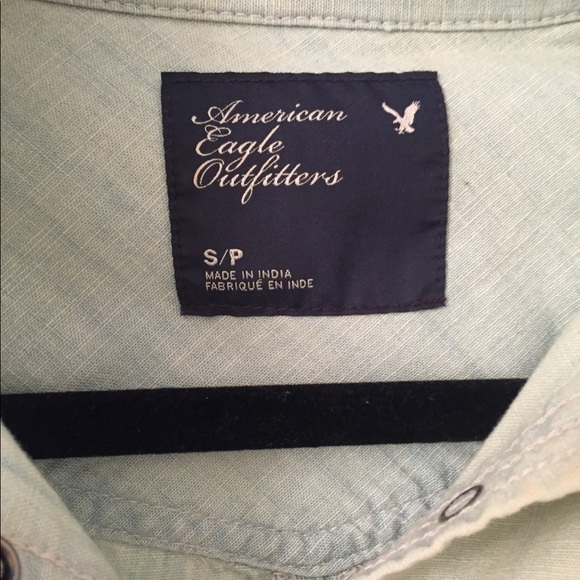 American
Eagle
Outfitters
S/P
MADE IN INDIA
FABRIQUÉ EN INDE